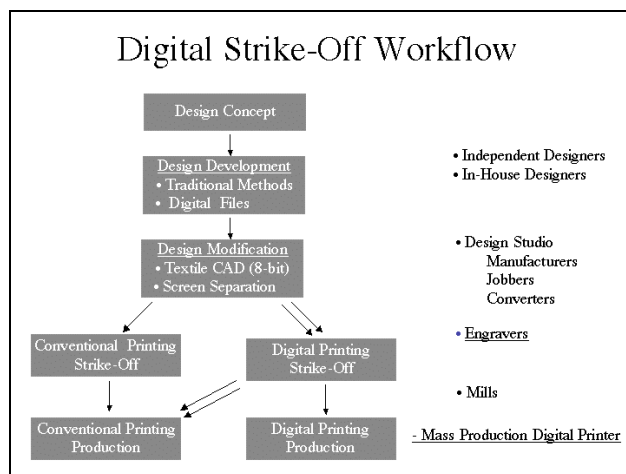 Digital Strike-Off Workflow
Design Concept
Design Development
• Traditional Methods
• Digital Files
• Independent Designers
• In-House Designers
Design Modification
• Textile CAD (8-bit)
• Screen Separation
• Design Studio
Manufacturers
Jobbers
Converters
Conventional Printing
Strike-Off
Digital Printing
Strike-Off
• Engravers
• Mills
Conventional Printing
Production
Digital Printing
Production
- Mass Production Digital Printer